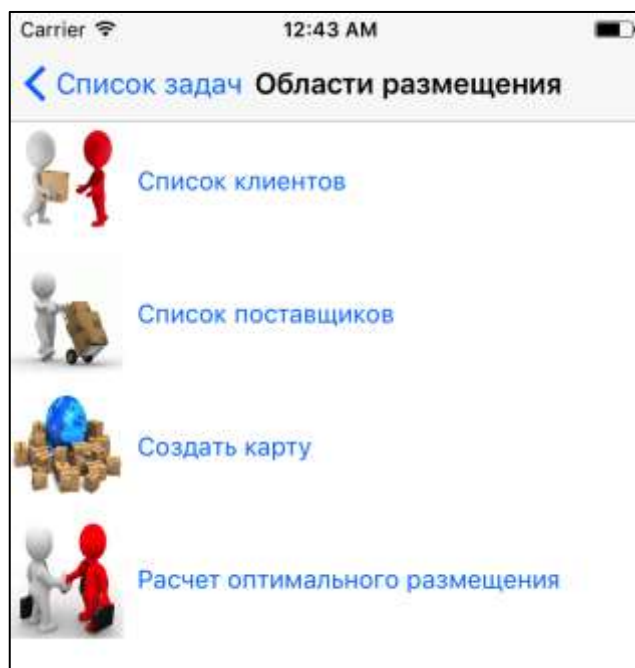 Carrier 12:43 AM
Список задач Области размещения
Список клиентов
Список поставщиков
Создать карту
Расчет оптимального размещения